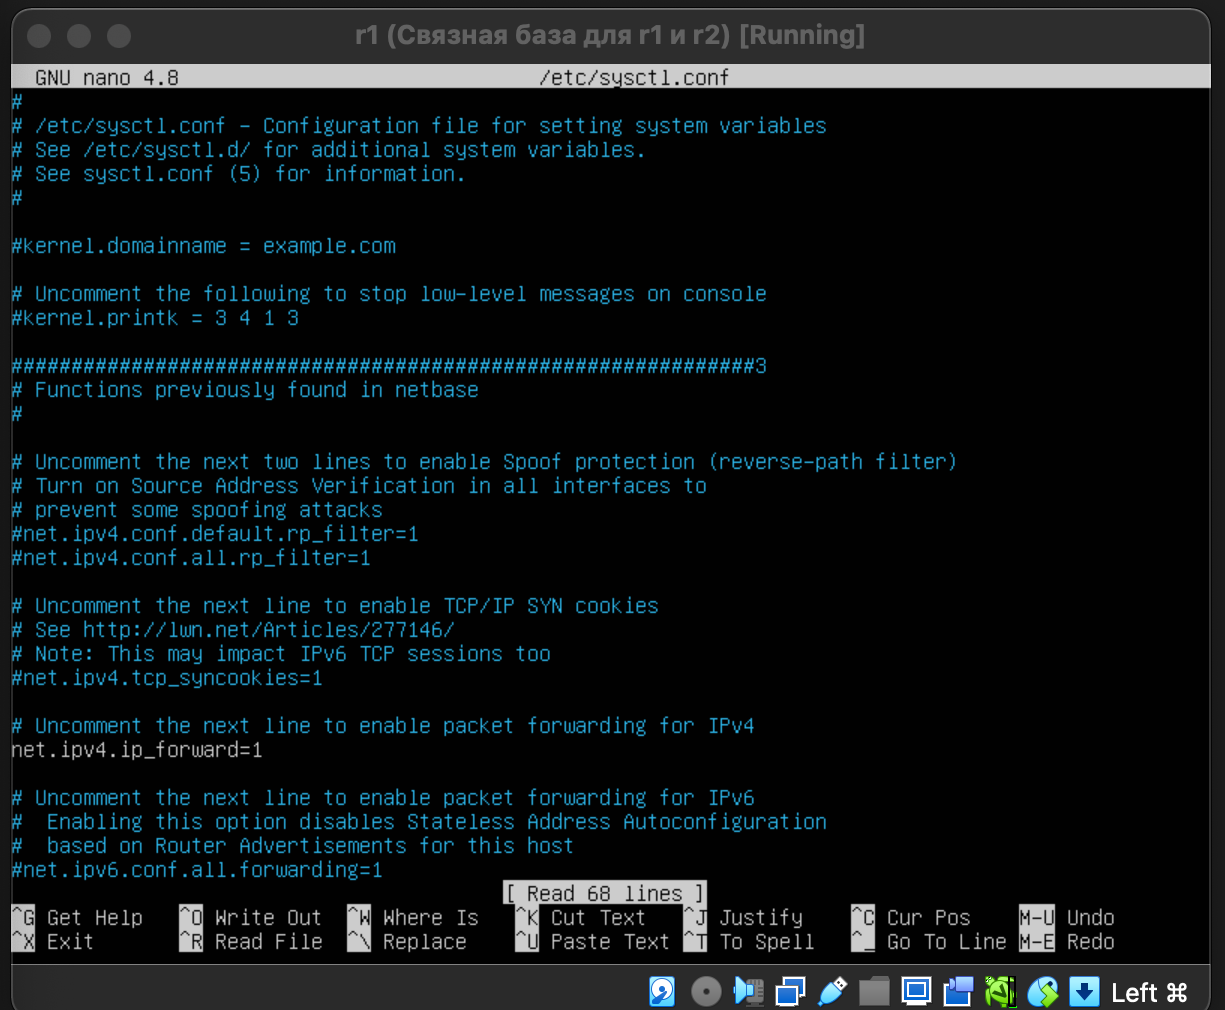 r1 (Связная база для r1 и r2) [Running]
GNU nano 4.8 /etc/sysctl.conf
#
# /etc/sysctl.conf - Configuration file for setting system variables
# See /etc/sysctl.d/ for additional system variables.
# See sysctl.conf (5) for information.
#
#kernel.domainname = example.com
# Uncomment the following to stop low-level messages on console
#kernel.printk = 3 4 1 3
##############################################################3
# Functions previously found in netbase
#
# Uncomment the next two lines to enable Spoof protection (reverse-path filter)
# Turn on Source Address Verification in all interfaces to
# prevent some spoofing attacks
#net.ipv4.conf.default.rp_filter=1
#net.ipv4.conf.all.rp_filter=1
# Uncomment the next line to enable TCP/IP SYN cookies
# See http://lwn.net/Articles/277146/
# Note: This may impact IPv6 TCP sessions too
#net.ipv4.tcp_syncookies=1
# Uncomment the next line to enable packet forwarding for IPv4
net.ipv4.ip_forward=1
# Uncomment the next line to enable packet forwarding for IPv6
#  Enabling this option disables Stateless Address Autoconfiguration
#  based on Router Advertisements for this host
#net.ipv6.conf.all.forwarding=1
[ Read 68 lines ]
^G Get Help ^O Write Out ^W Where Is ^K Cut Text ^J Justify ^C Cur Pos M-U Undo
^X Exit ^R Read File ^\ Replace ^U Paste Text ^T To Spell ^_ Go To Line M-E Redo
Left ⌘